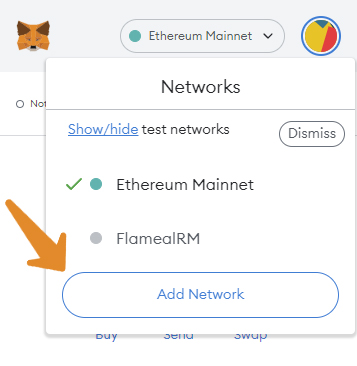 Ethereum Mainnet
Not
Networks
Show/hide test networks
Dismiss
Ethereum Mainnet
FlamealRM
Add Network
Buy Send Swap